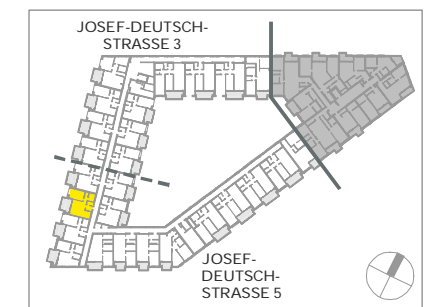 JOSEF-DEUTSCH-
STRASSE 3
JOSEF-
DEUTSCH-
STRASSE 5